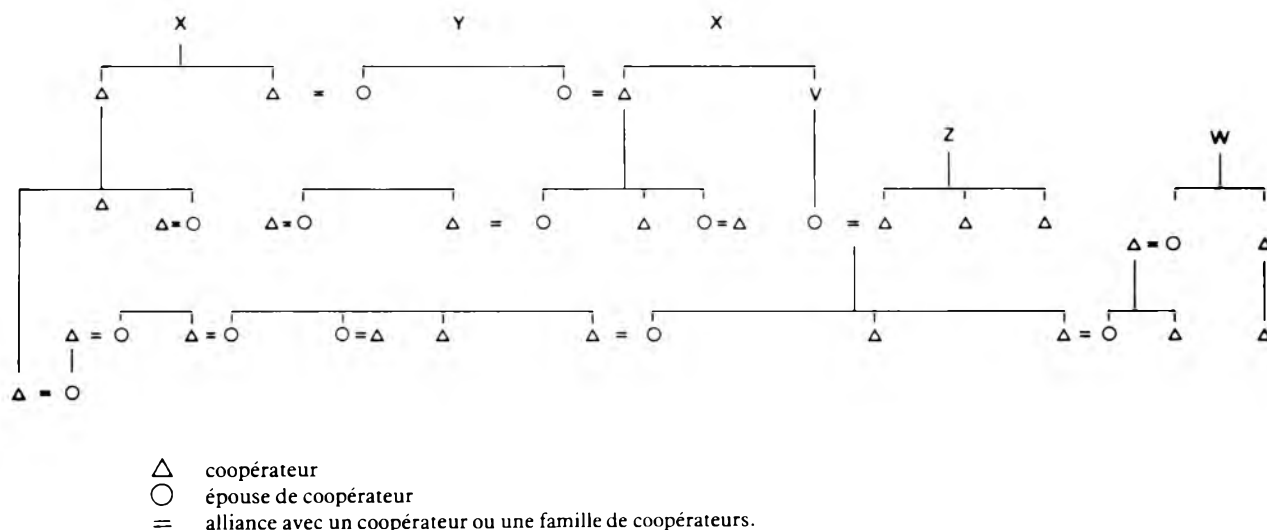 X Y X
V
Z W
△ coopérateur
○ épouse de coopérateur
= alliance avec un coopérateur ou une famille de coopérateurs.